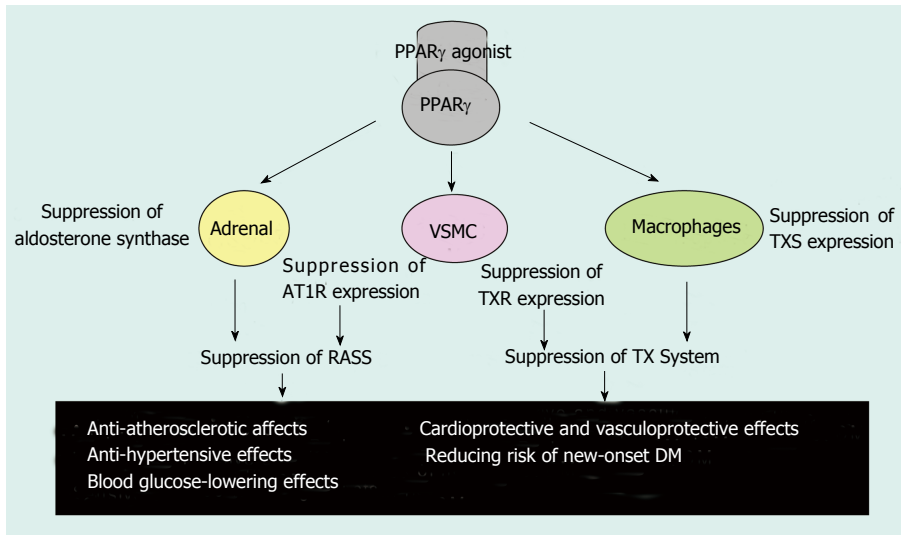 PPARγ agonist
PPARγ
Suppression of
aldosterone synthase
Adrenal
VSMC
Macrophages
Suppression of
TXS expression
Suppression of
AT1R expression
Suppression of
TXR expression
Suppression of RASS
Suppression of TX System
Anti-atherosclerotic affects
Anti-hypertensive effects
Blood glucose-lowering effects
Cardioprotective and vasculoprotective effects
Reducing risk of new-onset DM